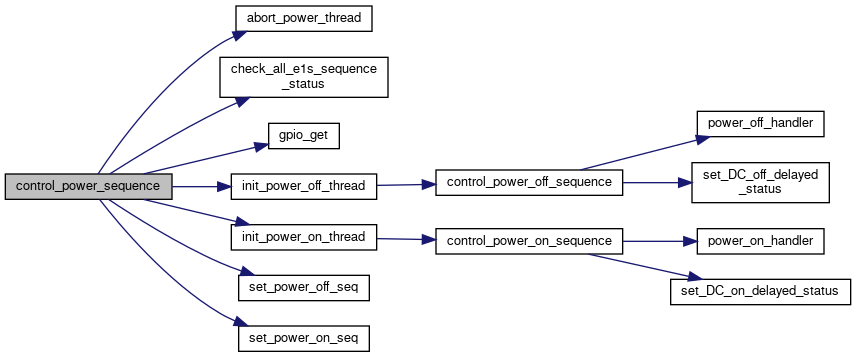 abort_power_thread
check_all_e1s_sequence
_status
gpio_get
control_power_sequence
init_power_off_thread
init_power_on_thread
set_power_off_seq
set_power_on_seq
control_power_off_sequence
control_power_on_sequence
power_off_handler
set_DC_off_delayed
_status
power_on_handler
set_DC_on_delayed_status